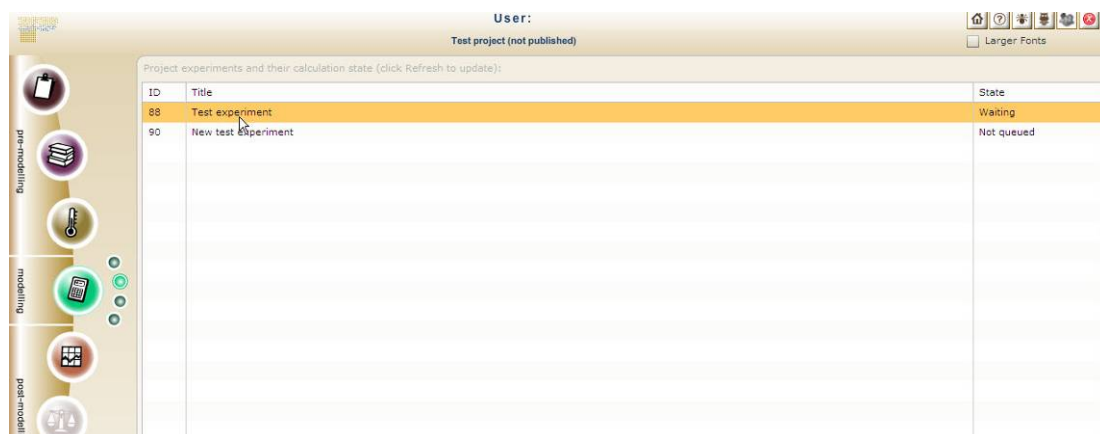 User:
Test project (not published)
Larger Fonts
Project experiments and their calculation state (click Refresh to update):
ID Title State
88 Test experiment Waiting
90 New test experiment Not queued
pre-modelling
modelling
post-modelli